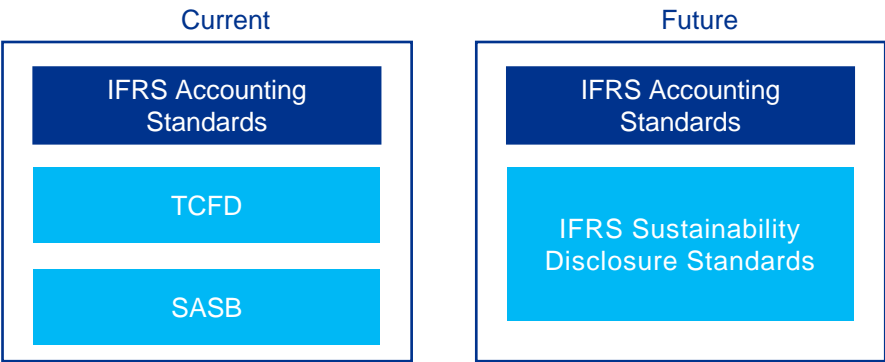 Current
IFRS Accounting
Standards
TCFD
SASB
Future
IFRS Accounting
Standards
IFRS Sustainability
Disclosure Standards